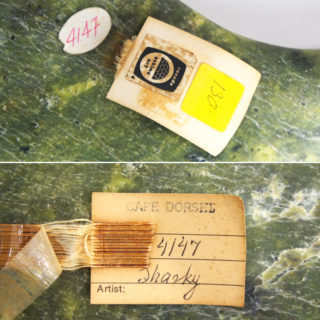 4147
130-
CAPE DORSET
4147
Artist: Sharky